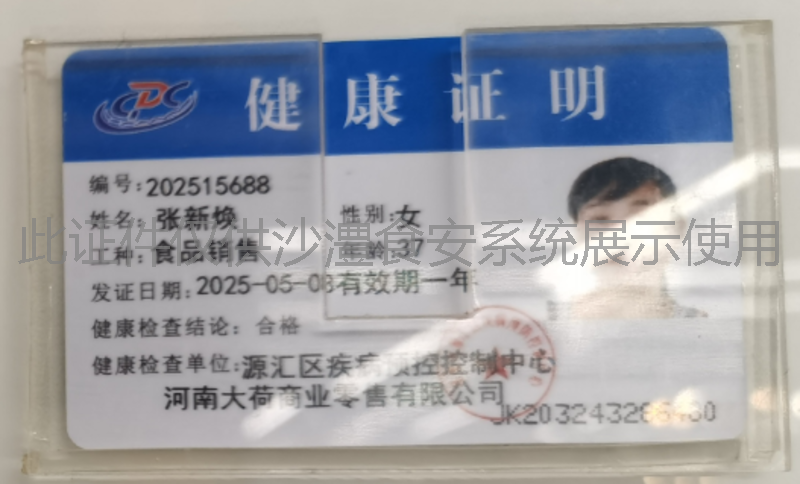 CDC
健康证明
编号:202515688
姓名: 张新焕 性别:女
此证件仅供沙澧食安系统展示使用
工种: 食品销售 年龄:37
发证日期: 2025-05-08有效期一年
健康检查结论: 合格
健康检查单位:源汇区疾病预控控制中心
河南大荷商业零售有限公司